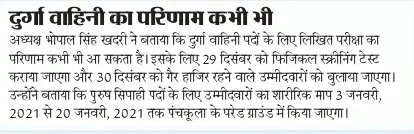 दुर्गा वाहिनी का परिणाम कभी भी
अध्यक्ष भोपाल सिंह खदरी ने बताया कि दुर्गा वाहिनी पदों के लिए लिखित परीक्षा का
परिणाम कभी भी आ सकता है। इसके लिए 29 दिसंबर को फिजिकल स्क्रीनिंग टेस्ट
कराया जाएगा और 30 दिसंबर को गैर हाजिर रहने वाले उम्मीदवारों को बुलाया जाएगा।
उन्होंने बताया कि पुरुष सिपाही पदों के लिए उम्मीदवारों का शारीरिक माप 3 जनवरी,
2021 से 20 जनवरी, 2021 तक पंचकूला के परेड ग्राउंड में किया जाएगा।